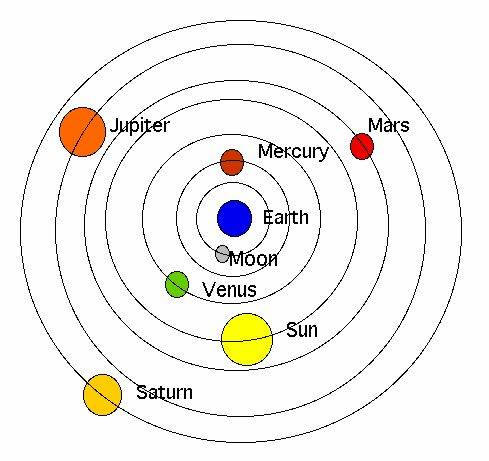 Jupiter
Mars
Mercury
Earth
Moon
Venus
Sun
Saturn